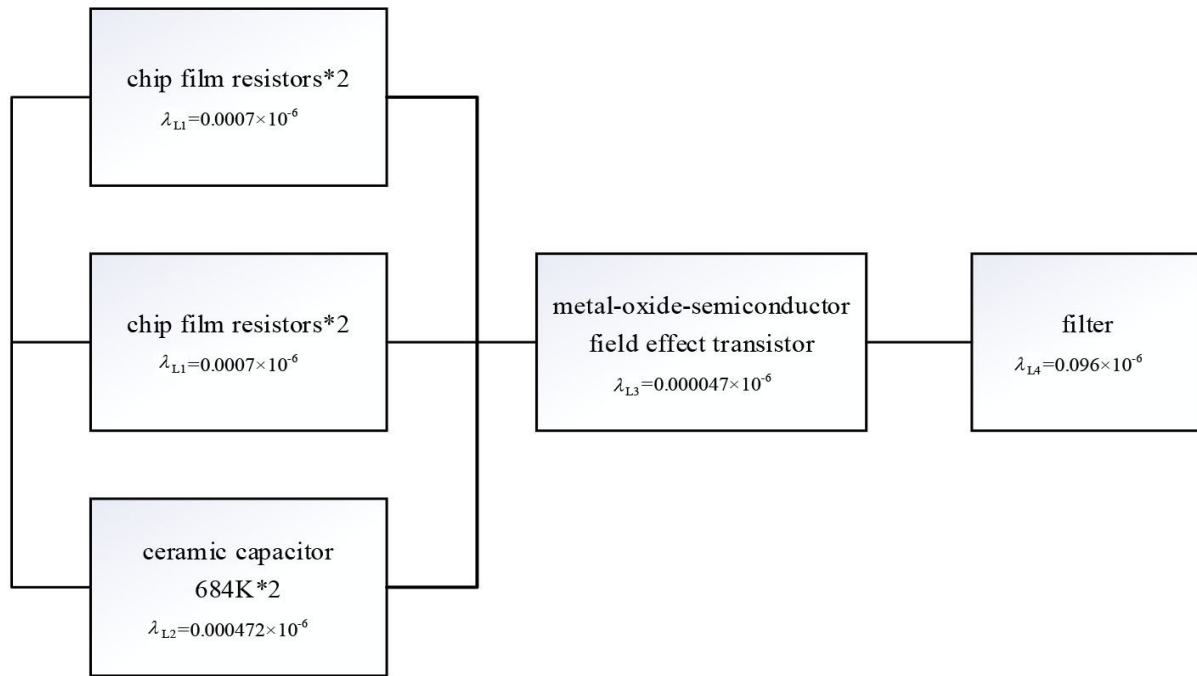 chip film resistors*2
λL1=0.0007×10-6
chip film resistors*2
λL1=0.0007×10-6
ceramic capacitor
684K*2
λL2=0.000472×10-6
metal-oxide-semiconductor
field effect transistor
λL3=0.000047×10-6
filter
λL4=0.096×10-6